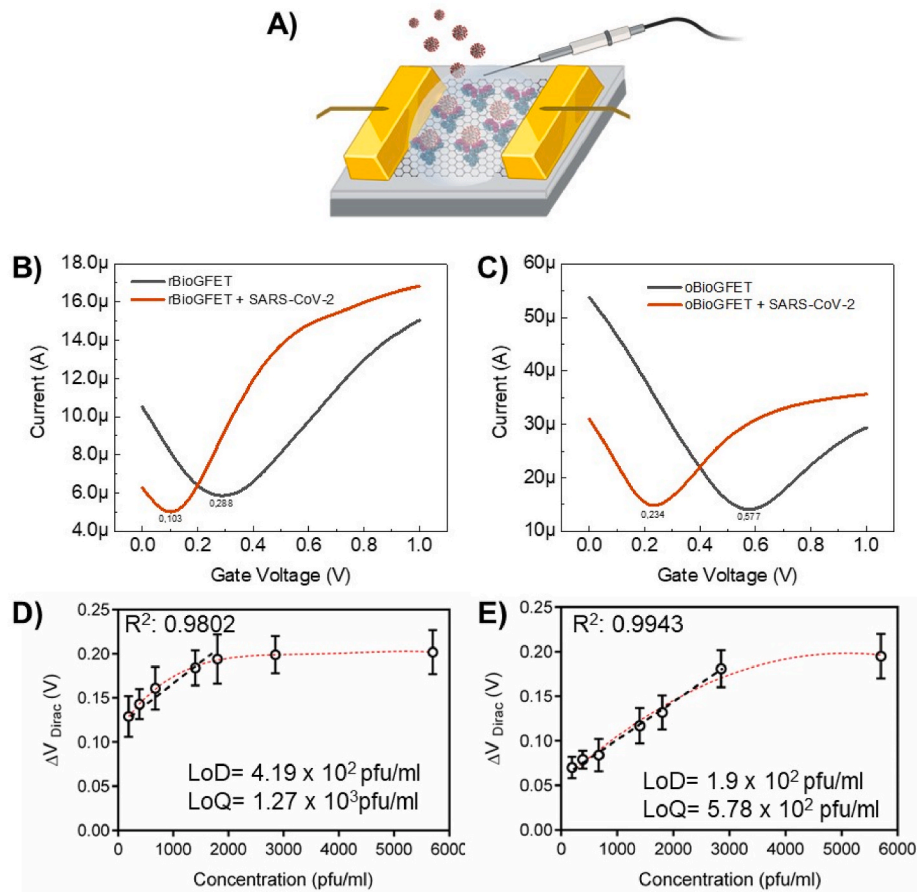 A)
B)
18.0μ
16.0μ
14.0μ
12.0μ
10.0μ
8.0μ
6.0μ
4.0μ
Current (A)
rBioGFET
rBioGFET + SARS-CoV-2
0,103
0,288
0.0 0.2 0.4 0.6 0.8 1.0
Gate Voltage (V)
C)
60μ
50μ
40μ
30μ
20μ
10μ
Current (A)
oBioGFET
oBioGFET + SARS-CoV-2
0,234
0,577
0.0 0.2 0.4 0.6 0.8 1.0
Gate Voltage (V)
D)
0.25
0.20
0.15
0.10
0.05
0.00
ΔV Dirac (V)
R²: 0.9802
LoD= 4.19 x 10² pfu/ml
LoQ= 1.27 x 10³pfu/ml
0 1000 2000 3000 4000 5000 6000
Concentration (pfu/ml)
E)
0.25
0.20
0.15
0.10
0.05
0.00
ΔV Dirac (V)
R²: 0.9943
LoD= 1.9 x 10² pfu/ml
LoQ= 5.78 x 10² pfu/ml
0 1000 2000 3000 4000 5000 6000
Concentration (pfu/ml)